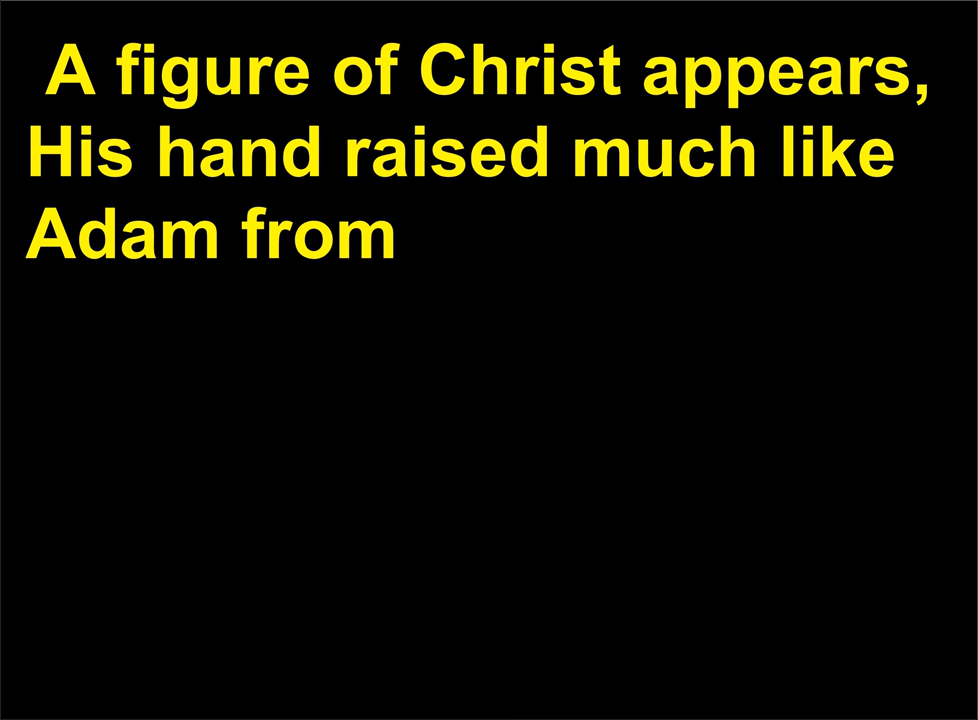 A figure of Christ appears,
His hand raised much like
Adam from